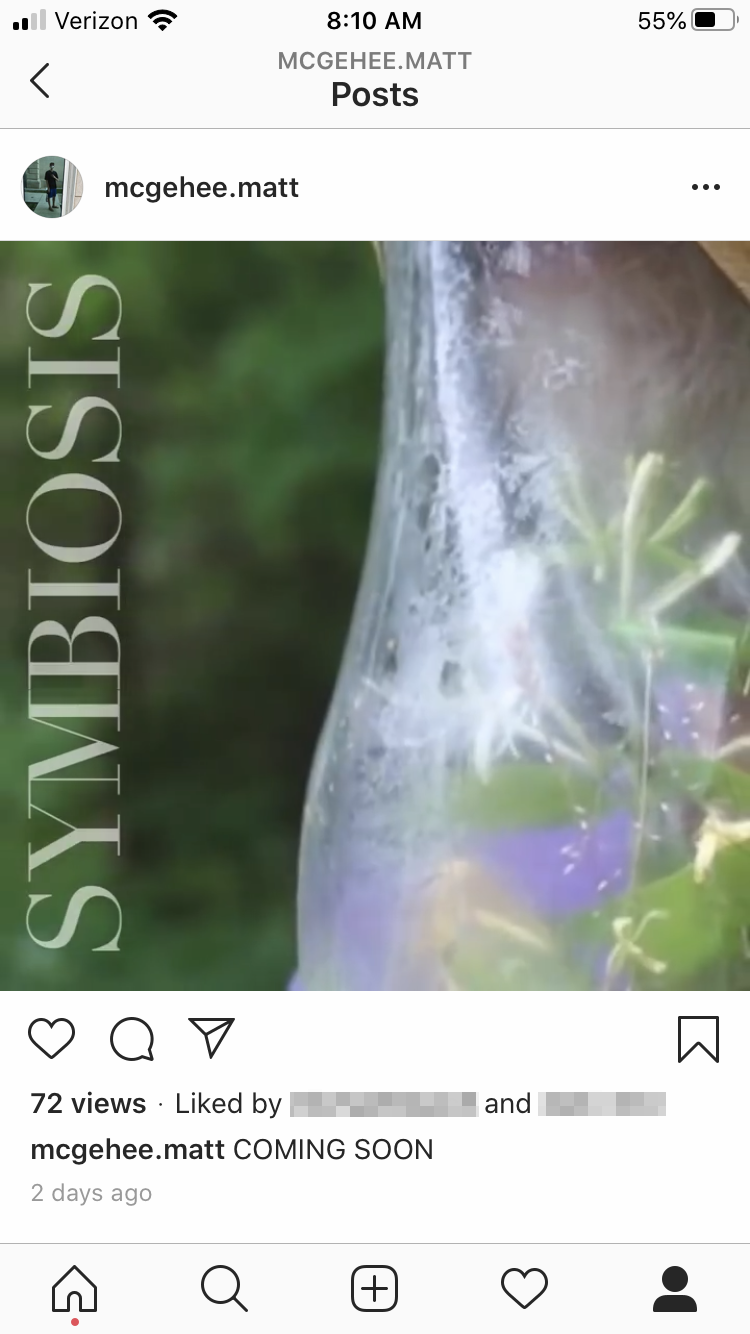 Verizon 8:10 AM 55%
MCGEHEE.MATT
Posts
mcgehee.matt
SYMBIOSIS
72 views · Liked by and
mcgehee.matt COMING SOON
2 days ago